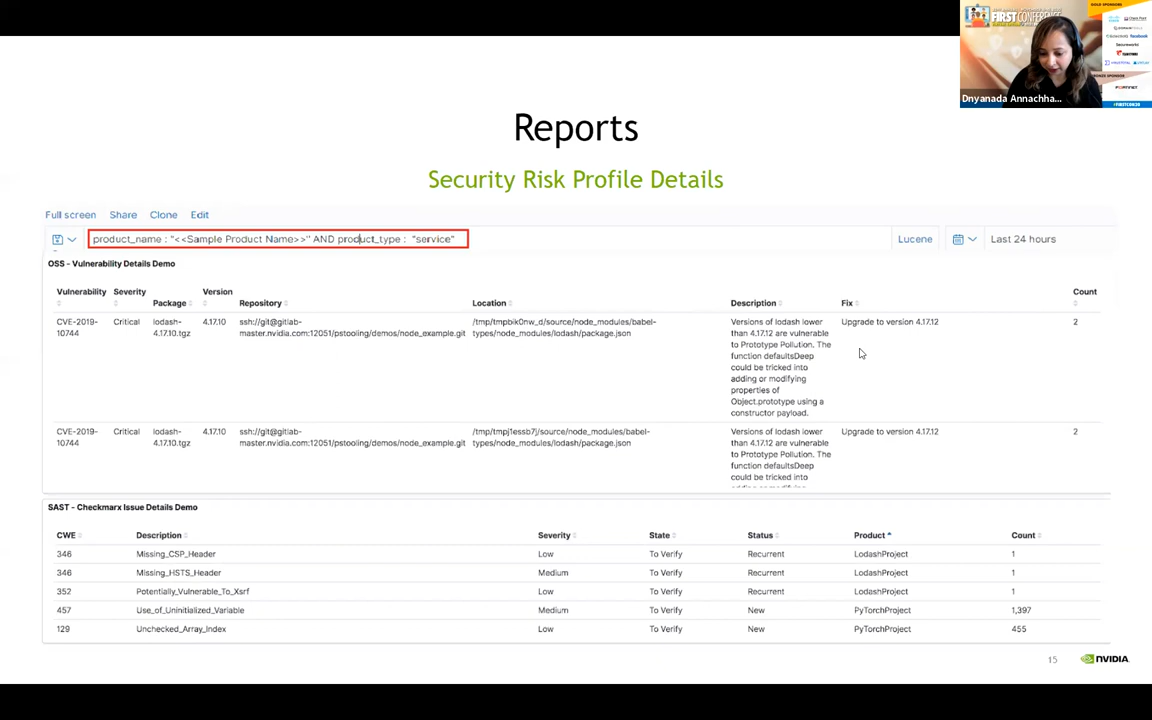 FIRSTCONFERENCE
GOLD SPONSORS
Dnyanada Annachha...
Reports
Security Risk Profile Details
Full screen Share Clone Edit
product_name : "<<Sample Product Name>>" AND product_type : "service"
Lucene
Last 24 hours
OSS - Vulnerability Details Demo
Vulnerability Severity Package Version Repository Location Description Fix Count
CVE-2019-10744 Critical lodash-4.17.10.tgz 4.17.10 ssh://git@gitlab-
master.nvidia.com:12051/pstooling/demos/node_example.git
/tmp/tmpbik0nw_d/source/node_modules/babel-
types/node_modules/lodash/package.json
Versions of lodash lower
than 4.17.12 are vulnerable
to Prototype Pollution. The
function defaultsDeep
could be tricked into
adding or modifying
properties of
Object.prototype using a
constructor payload.
Upgrade to version 4.17.12
2
CVE-2019-10744 Critical lodash-4.17.10.tgz 4.17.10 ssh://git@gitlab-
master.nvidia.com:12051/pstooling/demos/node_example.git
/tmp/tmpj1essb7j/source/node_modules/babel-
types/node_modules/lodash/package.json
Versions of lodash lower
than 4.17.12 are vulnerable
to Prototype Pollution. The
function defaultsDeep
could be tricked into
adding or modifying
Upgrade to version 4.17.12
2
SAST - Checkmarx Issue Details Demo
CWE Description Severity State Status Product Count
346 Missing_CSP_Header Low To Verify Recurrent LodashProject 1
346 Missing_HSTS_Header Medium To Verify Recurrent LodashProject 1
352 Potentially_Vulnerable_To_Xsrf Low To Verify Recurrent LodashProject 1
457 Use_of_Uninitialized_Variable Medium To Verify New PyTorchProject 1,397
129 Unchecked_Array_Index Low To Verify New PyTorchProject 455
15
NVIDIA.